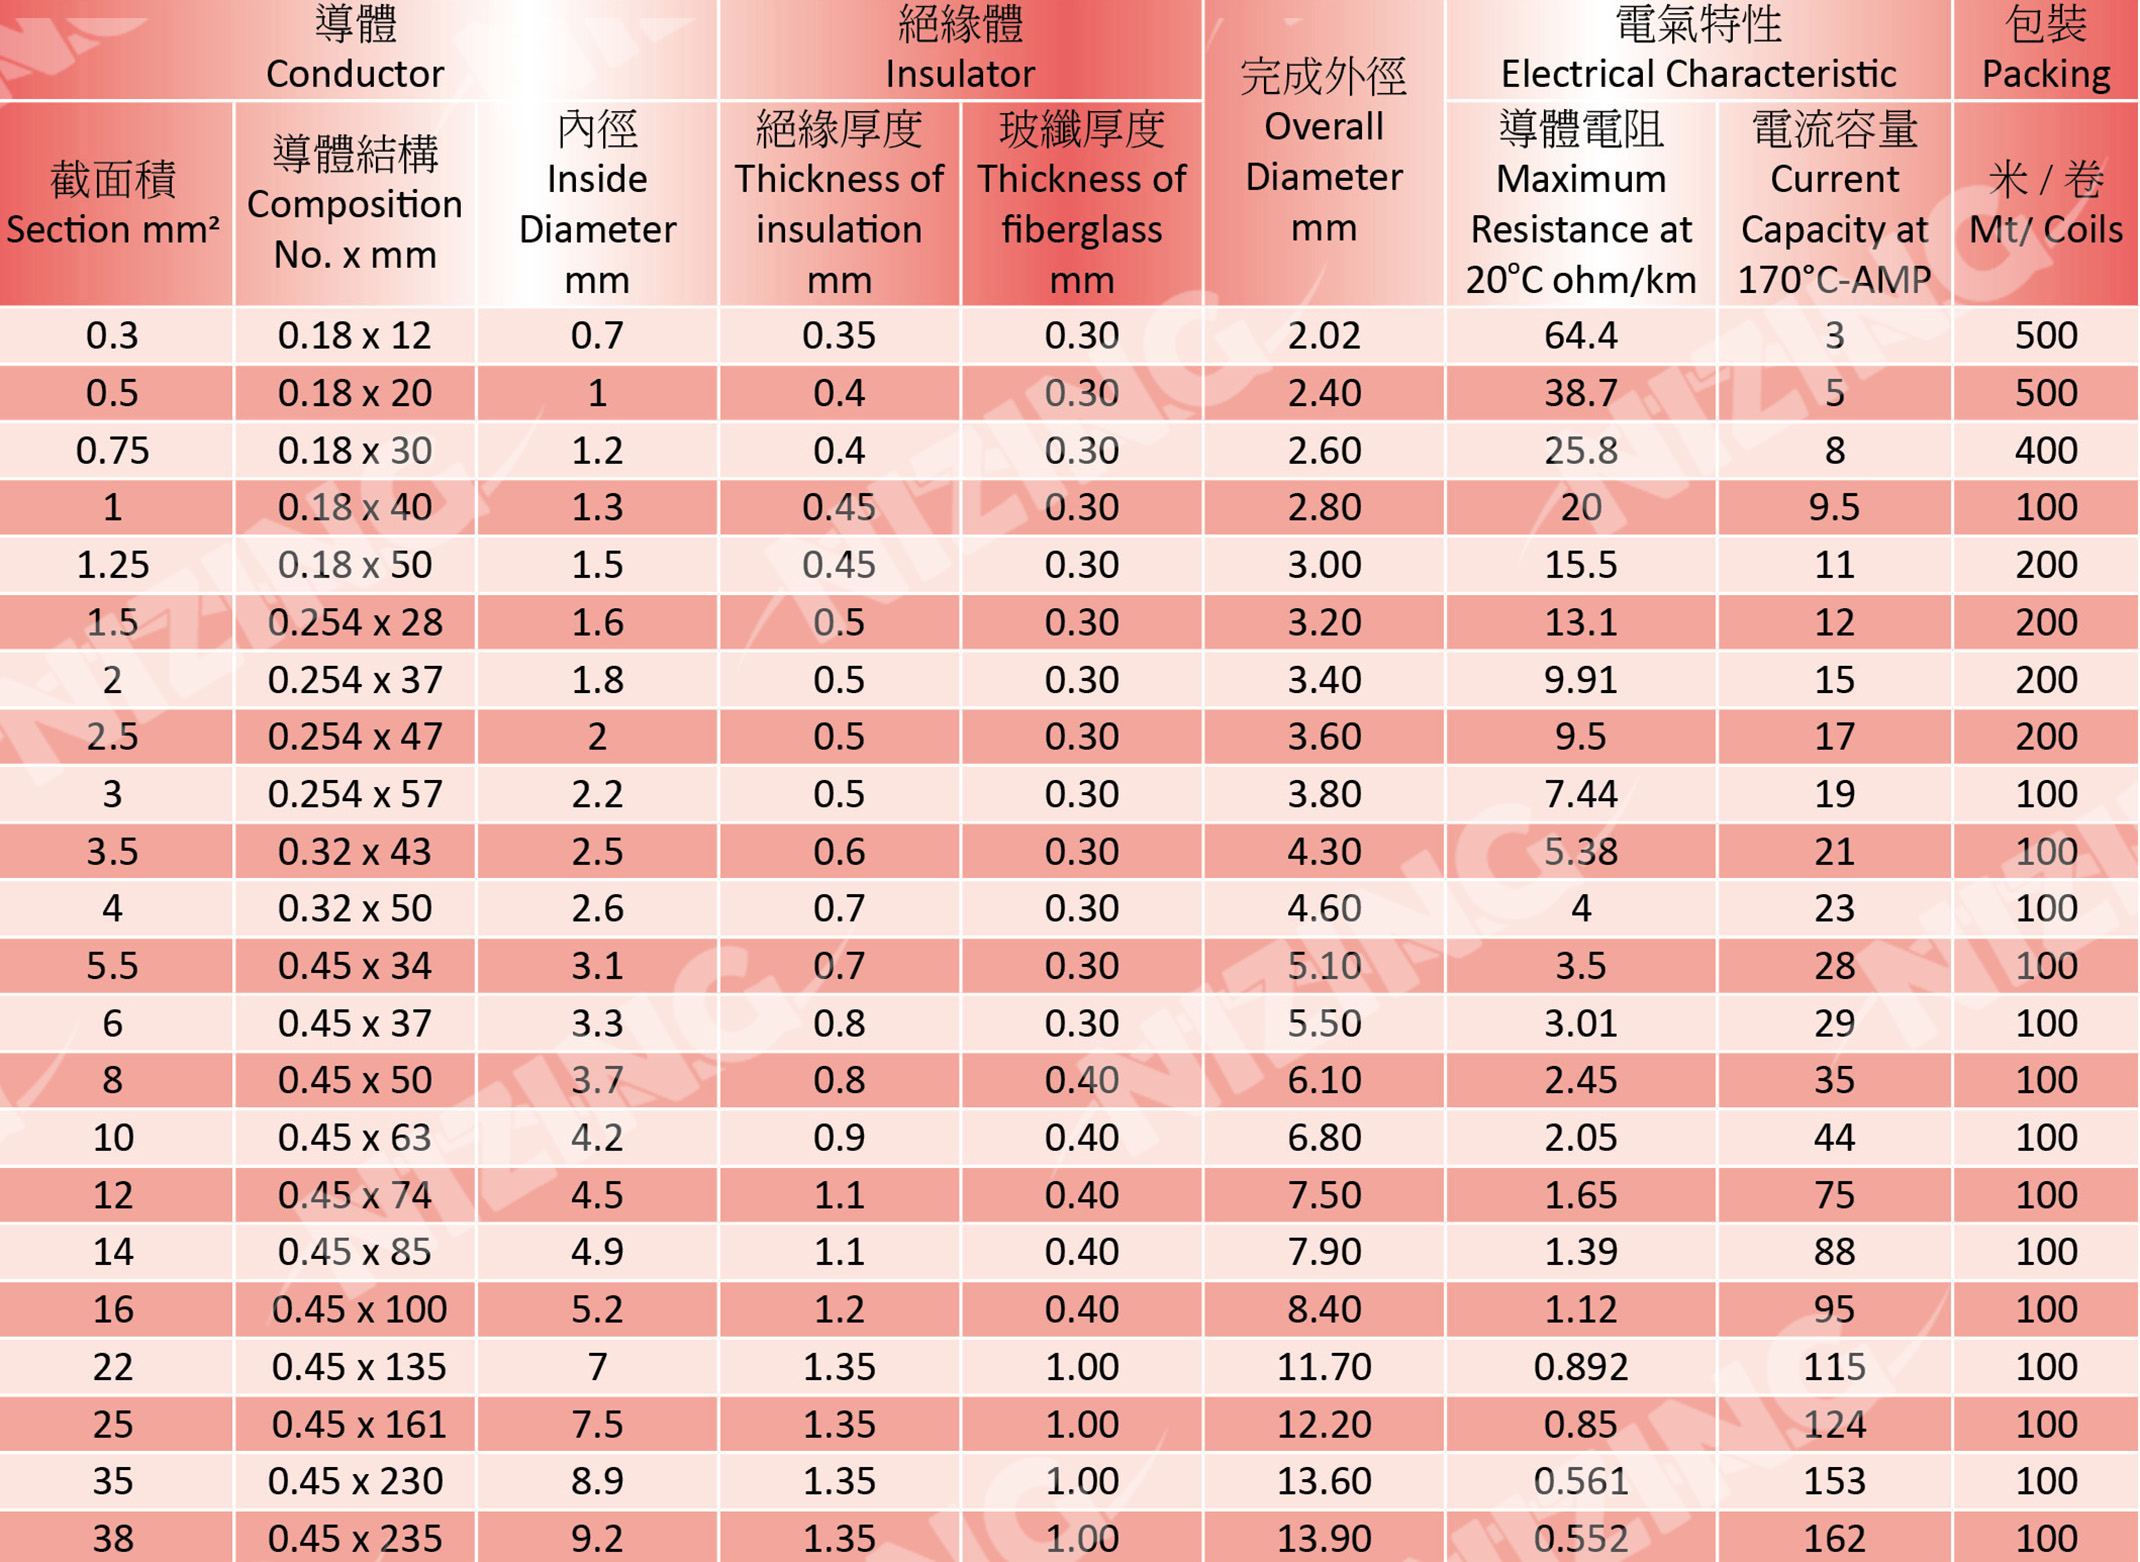 導體
Conductor
絕緣體
Insulator
完成外徑
Overall
Diameter
mm
電氣特性
Electrical Characteristic
包裝
Packing
截面積
Section mm²
導體結構
Composition
No. x mm
內徑
Inside
Diameter
mm
絕緣厚度
Thickness of
insulation
mm
玻纖厚度
Thickness of
fiberglass
mm
導體電阻
Maximum
Resistance at
20°C ohm/km
電流容量
Current
Capacity at
170°C-AMP
米 / 卷
Mt/ Coils
0.3 0.18 x 12 0.7 0.35 0.30 2.02 64.4 3 500
0.5 0.18 x 20 1 0.4 0.30 2.40 38.7 5 500
0.75 0.18 x 30 1.2 0.4 0.30 2.60 25.8 8 400
1 0.18 x 40 1.3 0.45 0.30 2.80 20 9.5 100
1.25 0.18 x 50 1.5 0.45 0.30 3.00 15.5 11 200
1.5 0.254 x 28 1.6 0.5 0.30 3.20 13.1 12 200
2 0.254 x 37 1.8 0.5 0.30 3.40 9.91 15 200
2.5 0.254 x 47 2 0.5 0.30 3.60 9.5 17 200
3 0.254 x 57 2.2 0.5 0.30 3.80 7.44 19 100
3.5 0.32 x 43 2.5 0.6 0.30 4.30 5.38 21 100
4 0.32 x 50 2.6 0.7 0.30 4.60 4 23 100
5.5 0.45 x 34 3.1 0.7 0.30 5.10 3.5 28 100
6 0.45 x 37 3.3 0.8 0.30 5.50 3.01 29 100
8 0.45 x 50 3.7 0.8 0.40 6.10 2.45 35 100
10 0.45 x 63 4.2 0.9 0.40 6.80 2.05 44 100
12 0.45 x 74 4.5 1.1 0.40 7.50 1.65 75 100
14 0.45 x 85 4.9 1.1 0.40 7.90 1.39 88 100
16 0.45 x 100 5.2 1.2 0.40 8.40 1.12 95 100
22 0.45 x 135 7 1.35 1.00 11.70 0.892 115 100
25 0.45 x 161 7.5 1.35 1.00 12.20 0.85 124 100
35 0.45 x 230 8.9 1.35 1.00 13.60 0.561 153 100
38 0.45 x 235 9.2 1.35 1.00 13.90 0.552 162 100
NIZING
NIZING
NIZING
NIZING
NIZING
NIZING